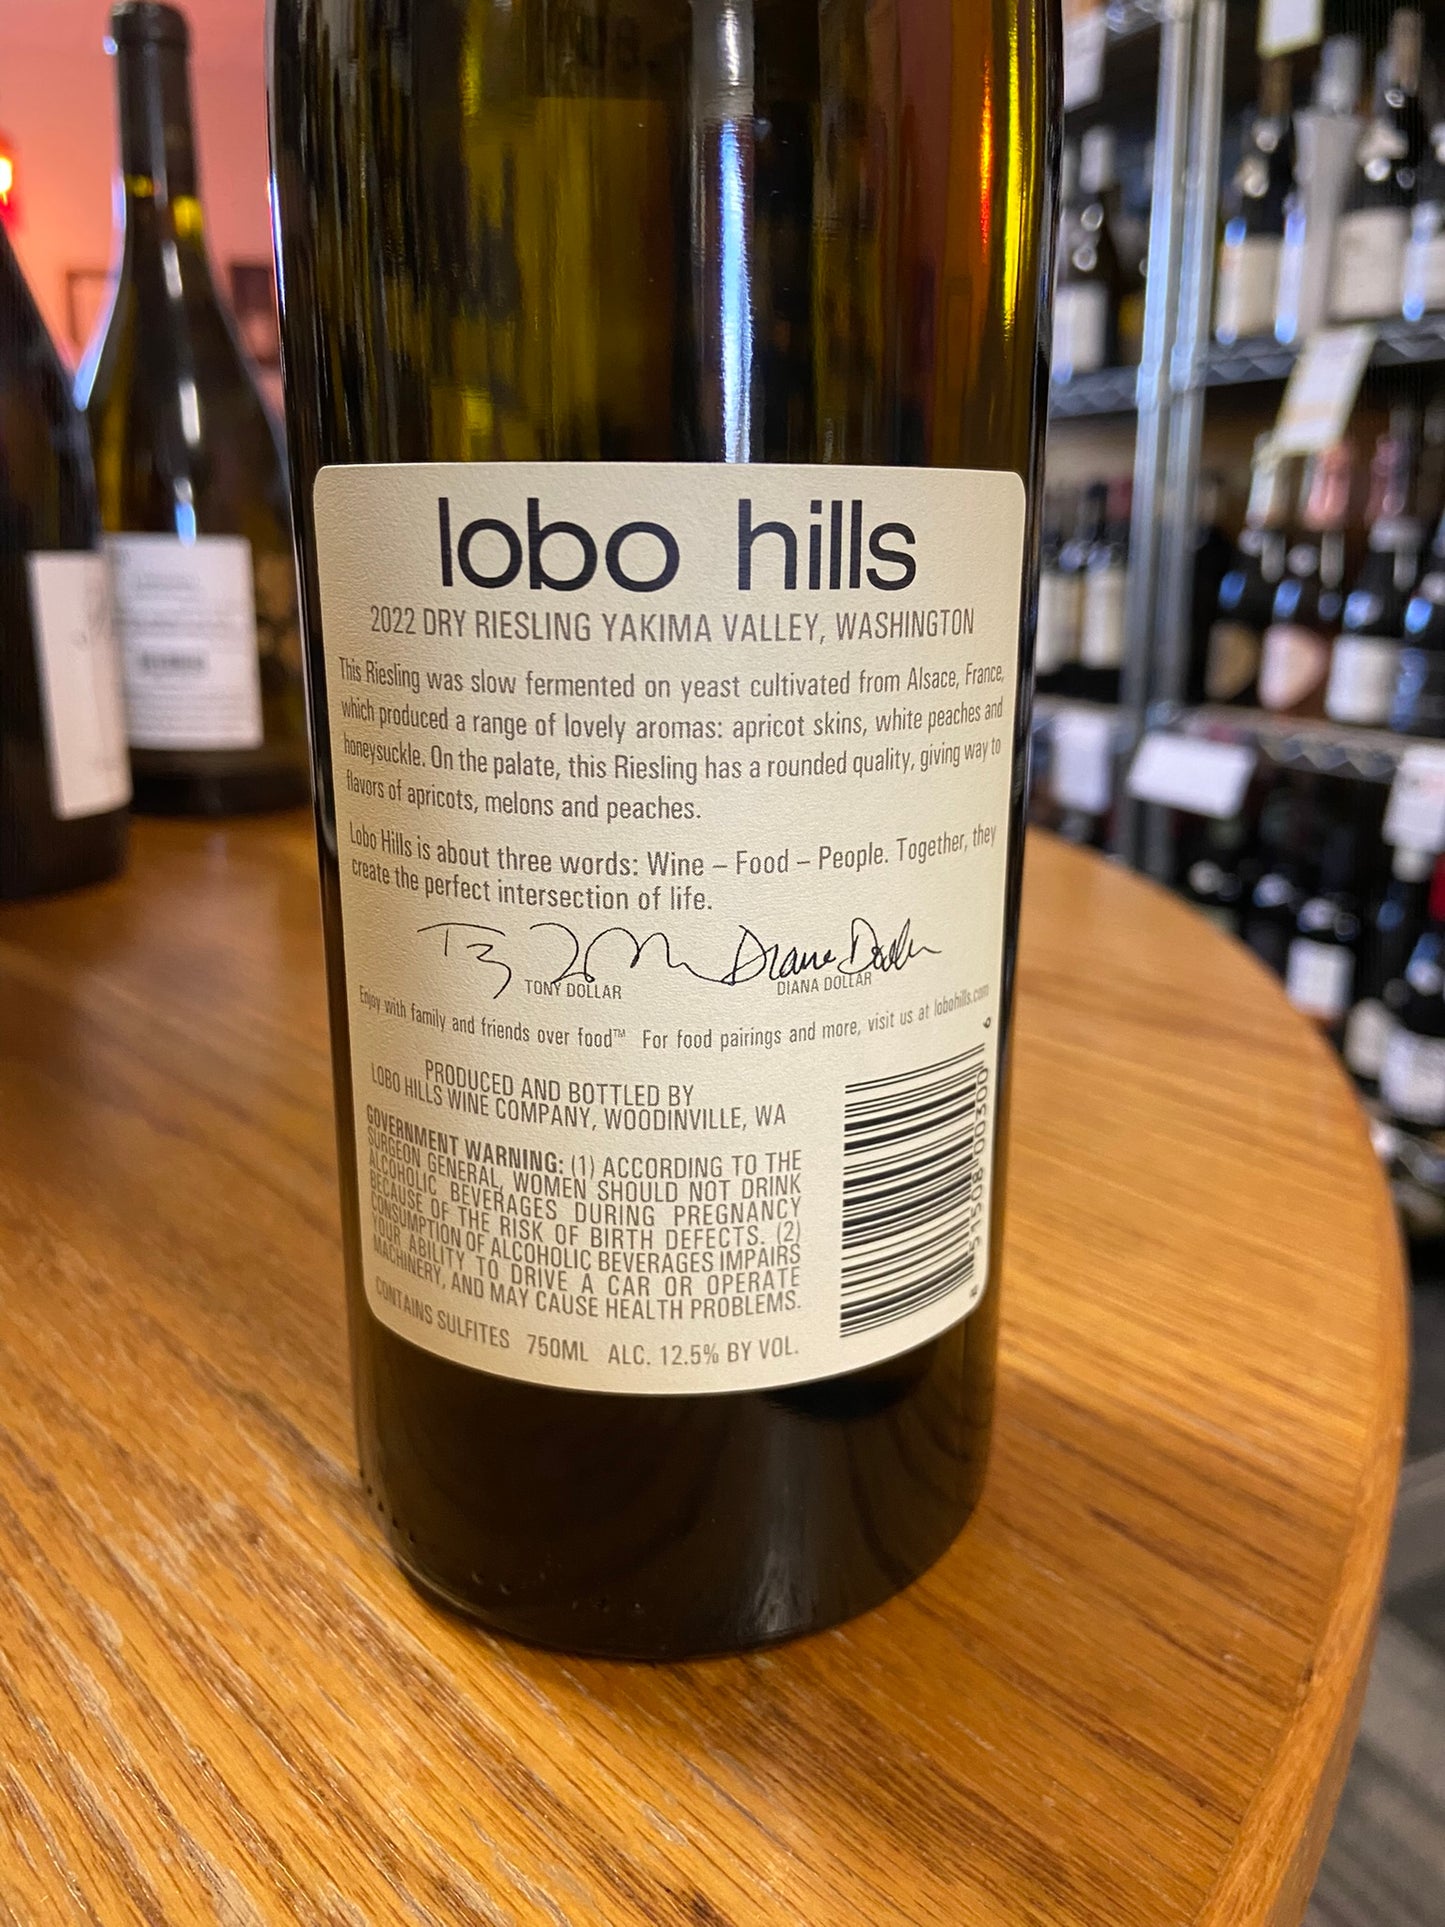 lobo hills
2022 DRY RIESLING YAKIMA VALLEY, WASHINGTON
This Riesling was slow fermented on yeast cultivated from Alsace, France,
which produced a range of lovely aromas: apricot skins, white peaches and
honeysuckle. On the palate, this Riesling has a rounded quality, giving way to
flavors of apricots, melons and peaches.
Lobo Hills is about three words: Wine – Food – People. Together, they
create the perfect intersection of life.
TONY DOLLAR
Diane Dollar
DIANA DOLLAR
Enjoy with family and friends over food™ For food pairings and more, visit us at lobohills.com
PRODUCED AND BOTTLED BY
LOBO HILLS WINE COMPANY, WOODINVILLE, WA
GOVERNMENT WARNING: (1) ACCORDING TO THE
SURGEON GENERAL, WOMEN SHOULD NOT DRINK
ALCOHOLIC BEVERAGES DURING PREGNANCY
BECAUSE OF THE RISK OF BIRTH DEFECTS. (2)
CONSUMPTION OF ALCOHOLIC BEVERAGES IMPAIRS
YOUR ABILITY TO DRIVE A CAR OR OPERATE
MACHINERY, AND MAY CAUSE HEALTH PROBLEMS.
CONTAINS SULFITES 750ML ALC. 12.5% BY VOL.
8 51508 00300 6